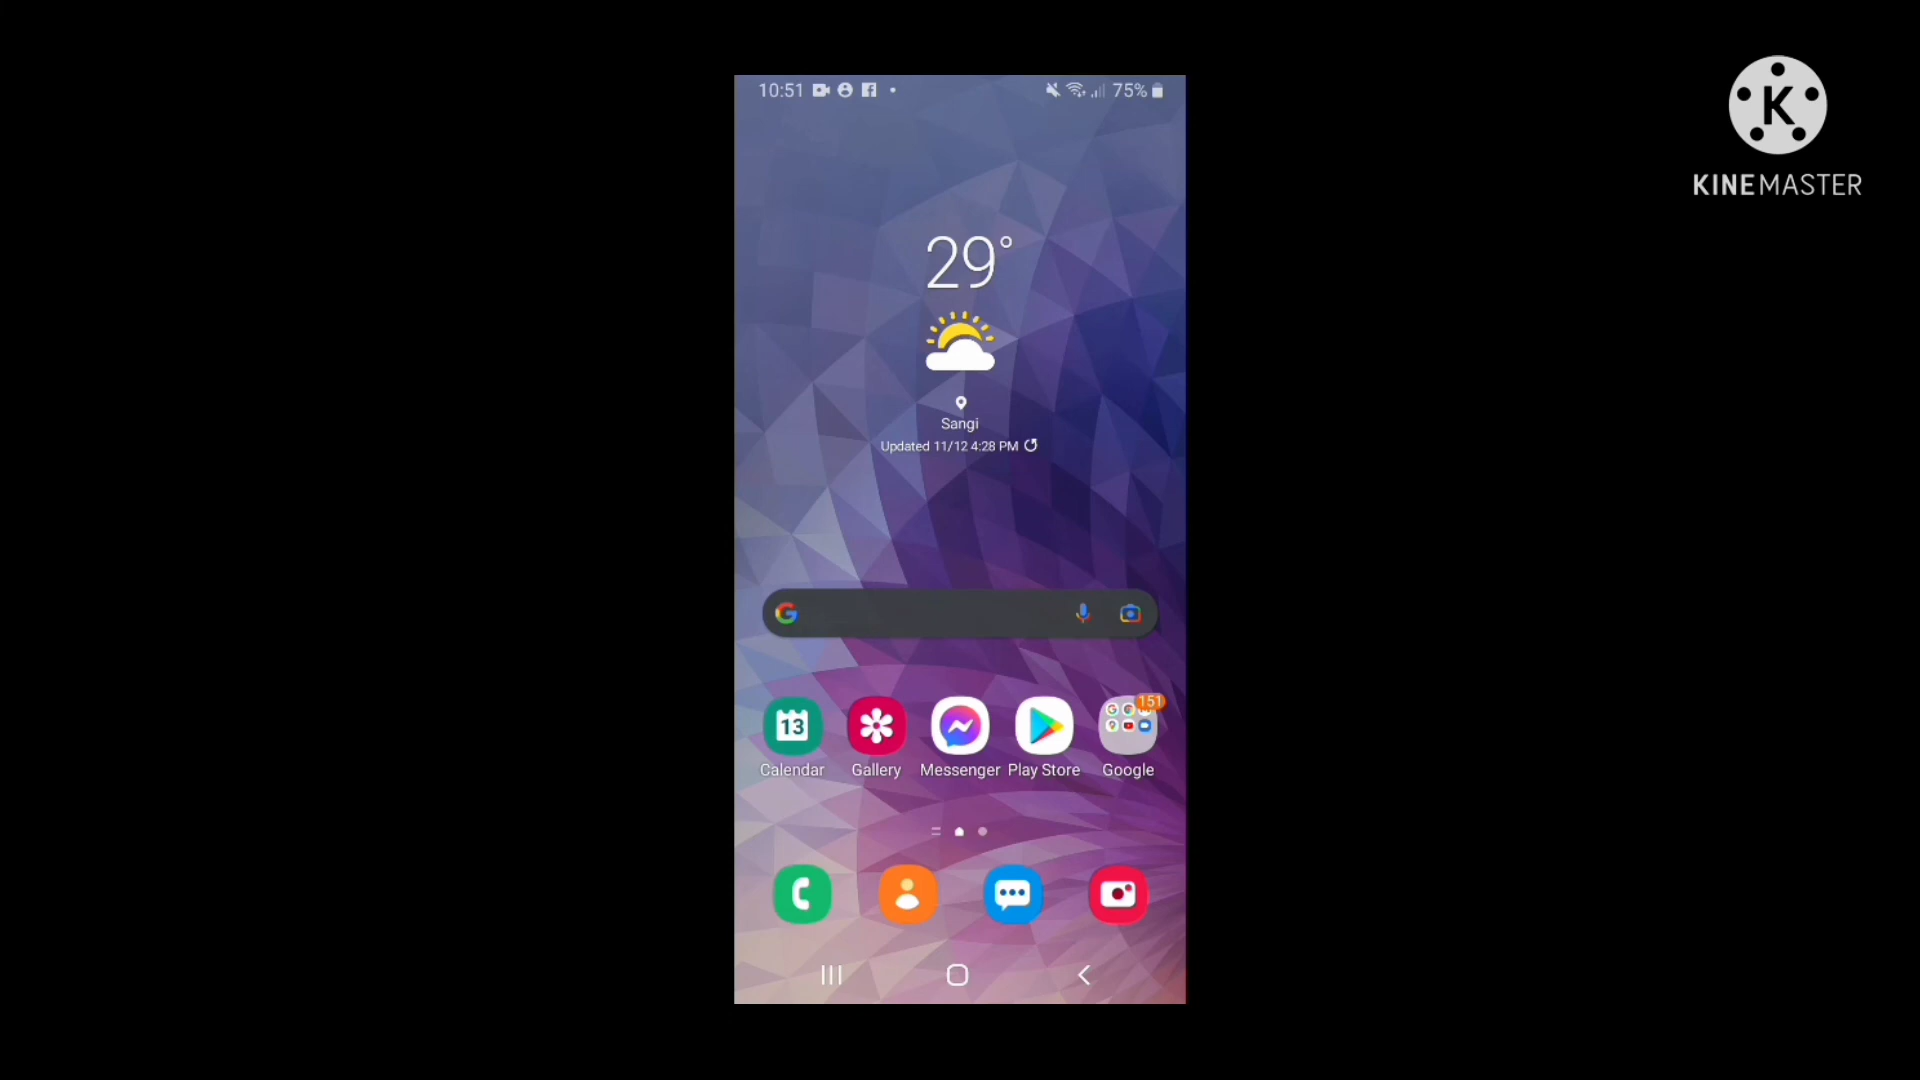 10:51
75%
K
KINEMASTER
29°
Sangi
Updated 11/12 4:28 PM
151
13
Calendar
Gallery
Messenger
Play Store
Google